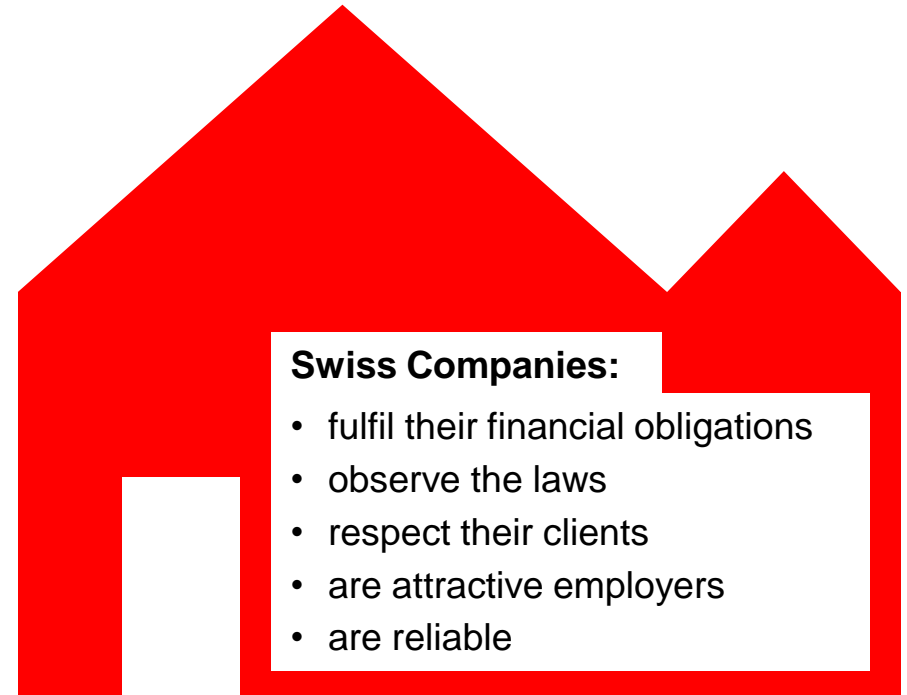 Swiss Companies:
• fulfil their financial obligations
• observe the laws
• respect their clients
• are attractive employers
• are reliable